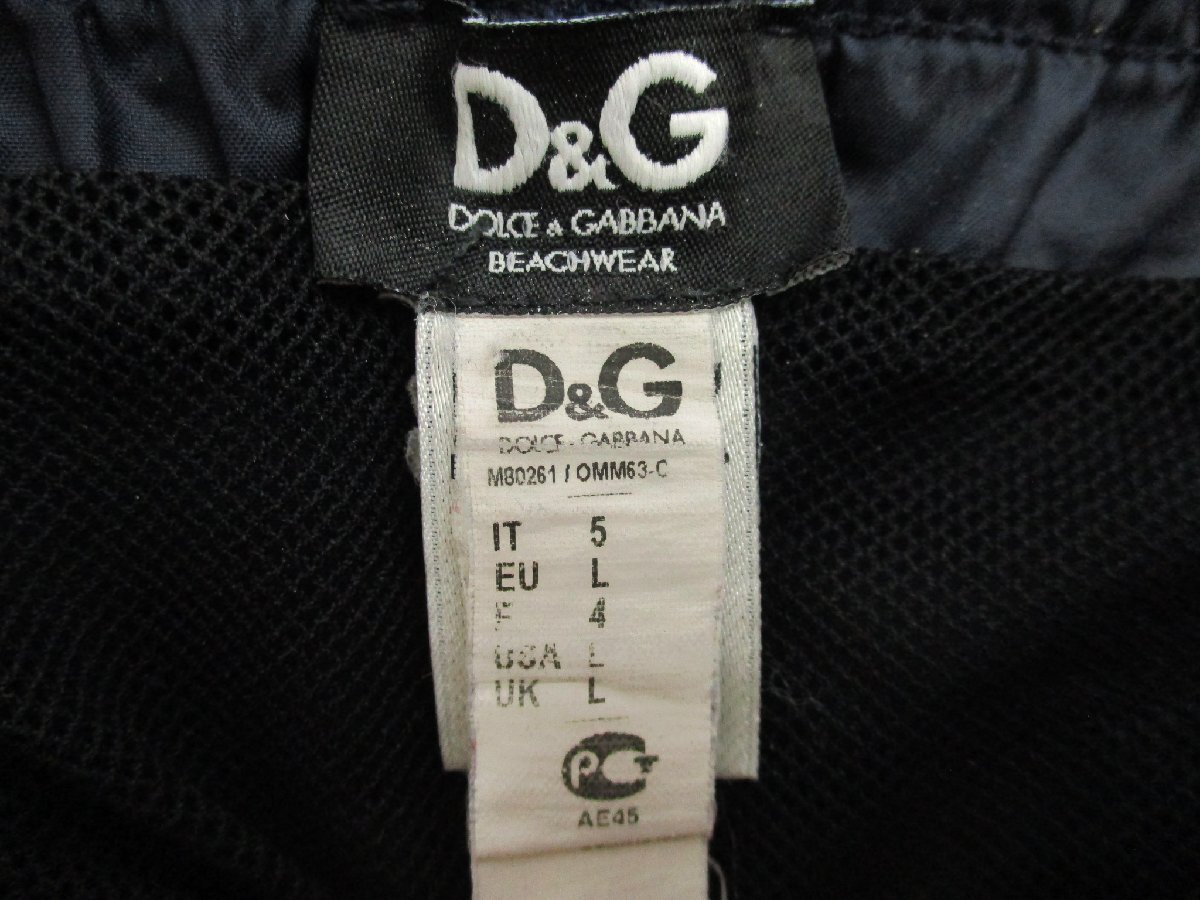 D&G
DOLCE & GABBANA
BEACHWEAR
D&G
DOLCE & GABBANA
M80261 / OMM63-C
IT 5
EU L
F 4
USA L
UK L
PCT
AE45